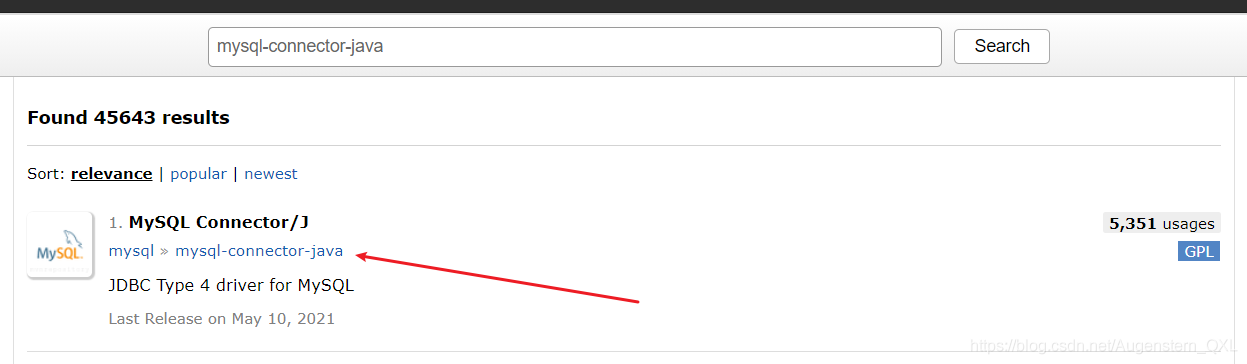 mysql-connector-java Search
Found 45643 results
Sort: relevance | popular | newest
MySQL
1. MySQL Connector/J 5,351 usages
mysql » mysql-connector-java GPL
JDBC Type 4 driver for MySQL
Last Release on May 10, 2021
https://blog.csdn.net/Augenstern_QXL